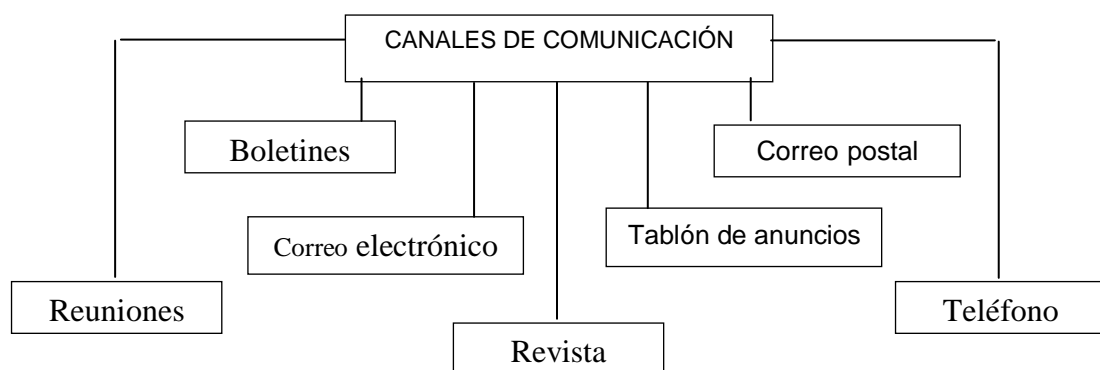 CANALES DE COMUNICACIÓN
Boletines
Correo postal
Correo electrónico
Tablón de anuncios
Reuniones
Teléfono
Revista